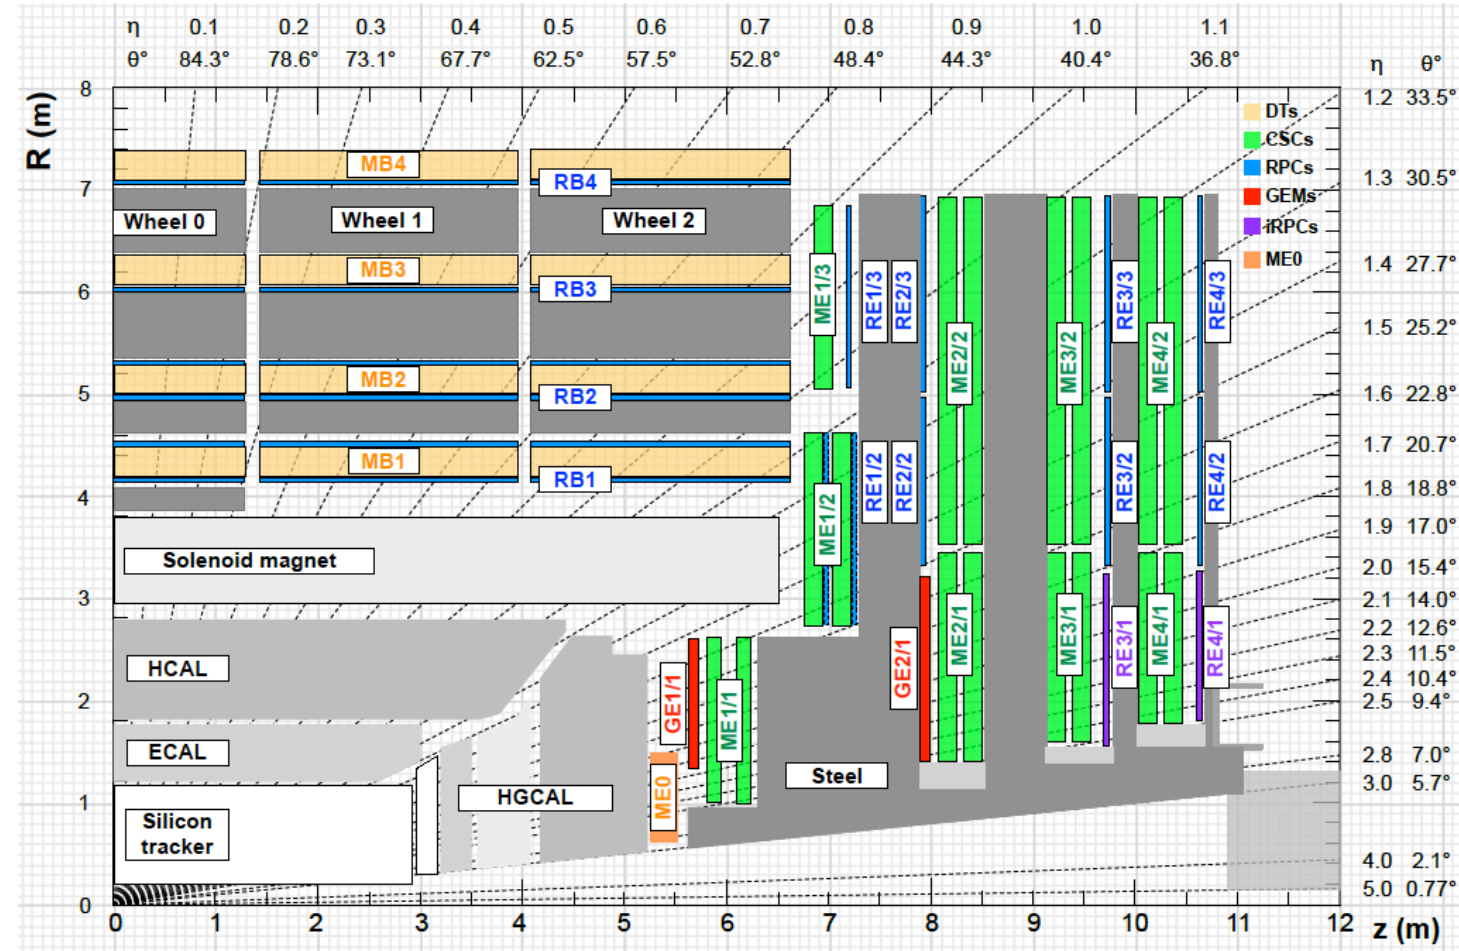 η 0.1 0.2 0.3 0.4 0.5 0.6 0.7 0.8 0.9 1.0 1.1
θ° 84.3° 78.6° 73.1° 67.7° 62.5° 57.5° 52.8° 48.4° 44.3° 40.4° 36.8° η θ°
R (m)
8
7
6
5
4
3
2
1
0
1.2 33.5°
1.3 30.5°
1.4 27.7°
1.5 25.2°
1.6 22.8°
1.7 20.7°
1.8 18.8°
1.9 17.0°
2.0 15.4°
2.1 14.0°
2.2 12.6°
2.3 11.5°
2.4 10.4°
2.5 9.4°
2.8 7.0°
3.0 5.7°
4.0 2.1°
5.0 0.77°
DTs
CSCs
RPCs
GEMs
iRPCs
ME0
MB4
RB4
Wheel 0 Wheel 1 Wheel 2
MB3
RB3
MB2
RB2
MB1
RB1
Solenoid magnet
HCAL
ECAL
Silicon
tracker
HGCAL
Steel
ME0
GE1/1
ME1/1
ME1/2
ME1/3
RE1/3
RE2/3
RE1/2
RE2/2
GE2/1
ME2/2
ME2/1
ME3/2
ME3/1
RE3/3
RE3/2
RE3/1
ME4/2
ME4/1
RE4/3
RE4/2
RE4/1
0 1 2 3 4 5 6 7 8 9 10 11 12 z (m)